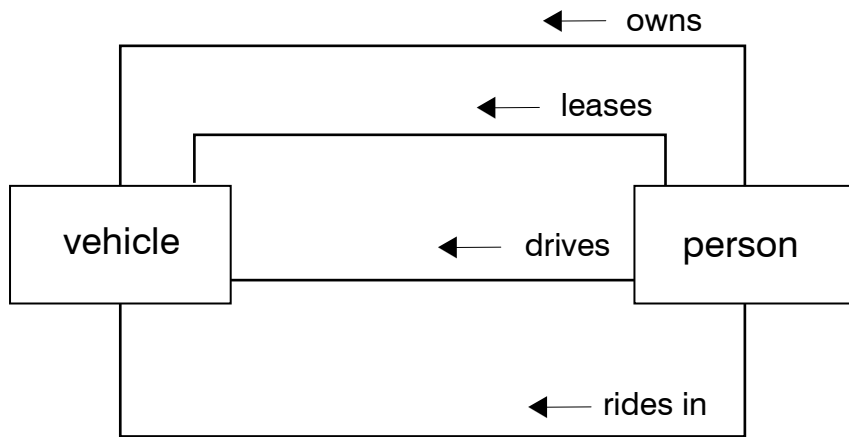 owns
leases
vehicle
drives
person
rides in